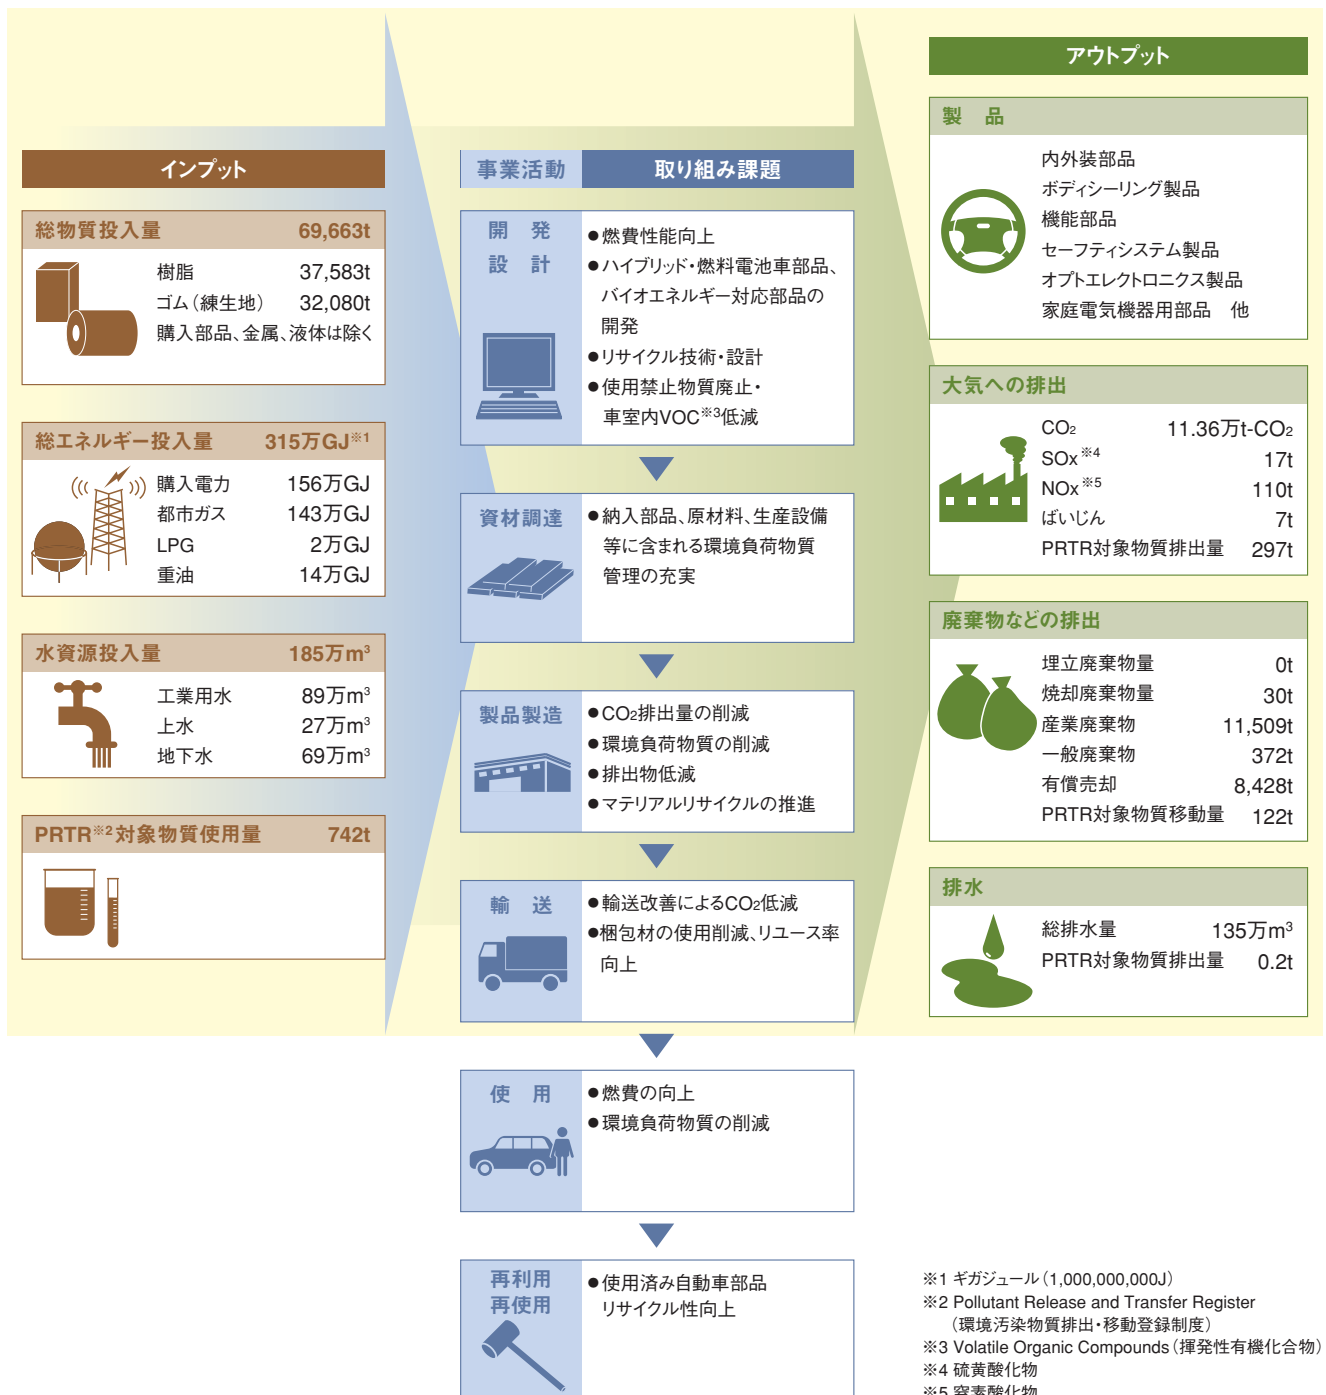 インプット
総物質投入量 69,663t
樹脂 37,583t
ゴム（練生地） 32,080t
購入部品、金属、液体は除く
総エネルギー投入量 315万GJ※1
購入電力 156万GJ
都市ガス 143万GJ
LPG 2万GJ
重油 14万GJ
水資源投入量 185万m³
工業用水 89万m³
上水 27万m³
地下水 69万m³
PRTR※2対象物質使用量 742t
事業活動 取り組み課題
開 発
設 計
●燃費性能向上
●ハイブリッド・燃料電池車部品、
バイオエネルギー対応部品の
開発
●リサイクル技術・設計
●使用禁止物質廃止・
車室内VOC※3低減
資材調達
●納入部品、原材料、生産設備
等に含まれる環境負荷物質
管理の充実
製品製造
●CO₂排出量の削減
●環境負荷物質の削減
●排出物低減
●マテリアルリサイクルの推進
輸 送
●輸送改善によるCO₂低減
●梱包材の使用削減、リユース率
向上
使 用
●燃費の向上
●環境負荷物質の削減
再利用
再使用
●使用済み自動車部品
リサイクル性向上
アウトプット
製 品
内外装部品
ボディシーリング製品
機能部品
セーフティシステム製品
オプトエレクトロニクス製品
家庭電気機器用部品 他
大気への排出
CO₂ 11.36万t-CO₂
SOx※4 17t
NOx※5 110t
ばいじん 7t
PRTR対象物質排出量 297t
廃棄物などの排出
埋立廃棄物量 0t
焼却廃棄物量 30t
産業廃棄物 11,509t
一般廃棄物 372t
有償売却 8,428t
PRTR対象物質移動量 122t
排水
総排水量 135万m³
PRTR対象物質排出量 0.2t
※1 ギガジュール（1,000,000,000J）
※2 Pollutant Release and Transfer Register
（環境汚染物質排出・移動登録制度）
※3 Volatile Organic Compounds（揮発性有機化合物）
※4 硫黄酸化物
※5 窒素酸化物